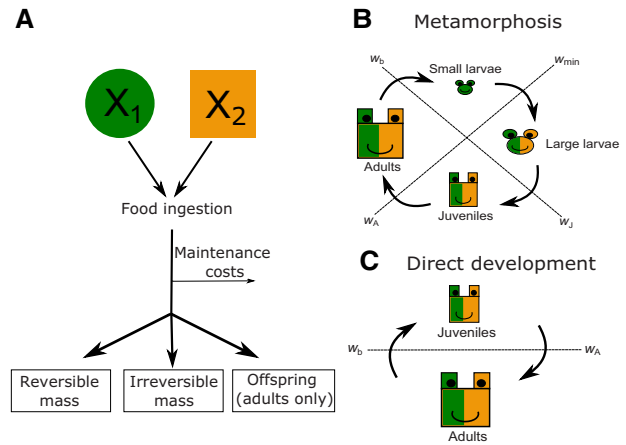 A
X1
X2
Food ingestion
Maintenance
costs
Reversible
mass
Irreversible
mass
Offspring
(adults only)
B
Metamorphosis
wb
Small larvae
wmin
Large larvae
Adults
Juveniles
wA
wJ
C
Direct development
Juveniles
wb
wA
Adults